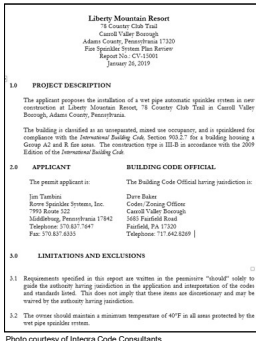 Liberty Mountain Resort
78 Country Club Trail
Carroll Valley Borough
Adams County, Pennsylvania 17320
Fire Sprinkler System Plan Review
Report No.: CV-15001
January 26, 2019
1.0 PROJECT DESCRIPTION
The applicant proposes the installation of a wet pipe automatic sprinkler system in new
construction at Liberty Mountain Resort, 78 Country Club Trail in Carroll Valley
Borough, Adams County, Pennsylvania.
The building is classified as an unseparated, mixed use occupancy, and is sprinklered for
compliance with the International Building Code, Section 903.2.7 for a building housing a
Group A2 and R fire areas. The construction type is III-B in accordance with the 2009
Edition of the International Building Code.
2.0 APPLICANT BUILDING CODE OFFICIAL
The permit applicant is: The Building Code Official having jurisdiction is:
Jim Tambini Dave Baker
Rowe Sprinkler Systems, Inc. Codes/Zoning Officer
7993 Route 522 Carroll Valley Borough
Middleburg, Pennsylvania 17842 5685 Fairfield Road
Telephone: 570.837.7647 Fairfield, PA 17320
Fax: 570.837.6335 Telephone: 717.642.8269
3.0 LIMITATIONS AND EXCLUSIONS
3.1 Requirements specified in this report are written in the permissive "should" solely to
guide the authority having jurisdiction in the application and interpretation of the codes
and standards listed. This does not imply that these items are discretionary and may be
waived by the authority having jurisdiction.
3.2 The owner should maintain a minimum temperature of 40°F in all areas protected by the
wet pipe sprinkler system.
Photo courtesy of Integra Code Consultants